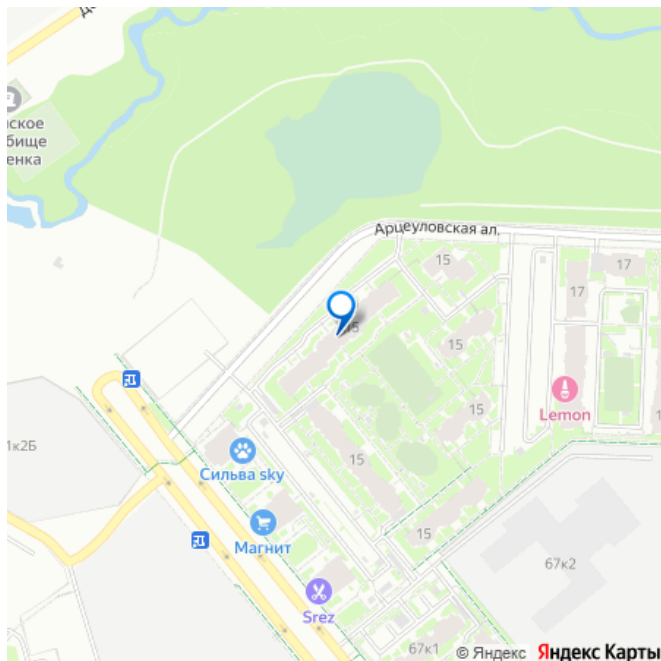 ское
бище
енка
Арцеуловская ал.
15
17
17
15
15
15
Lemon
1к2Б
15
Сильва sky
15
Магнит
67к2
Srez
67к1
© Яндекс Яндекс Карты